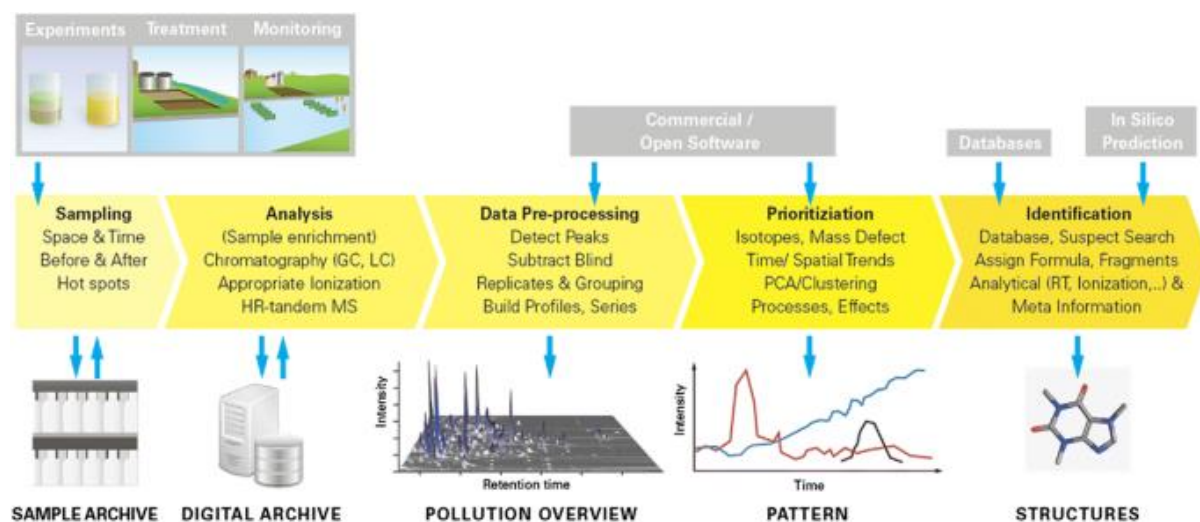 Experiments
Treatment
Monitoring
Commercial /
Open Software
Databases
In Silico
Prediction
Sampling
Space & Time
Before & After
Hot spots
Analysis
(Sample enrichment)
Chromatography (GC, LC)
Appropriate Ionization
HR-tandem MS
Data Pre-processing
Detect Peaks
Subtract Blind
Replicates & Grouping
Build Profiles, Series
Prioritiziation
Isotopes, Mass Defect
Time/ Spatial Trends
PCA/Clustering
Processes, Effects
Identification
Database, Suspect Search
Assign Formula, Fragments
Analytical (RT, Ionization,..) &
Meta Information
Intensity
Retention time
Intensity
Time
SAMPLE ARCHIVE
DIGITAL ARCHIVE
POLLUTION OVERVIEW
PATTERN
STRUCTURES